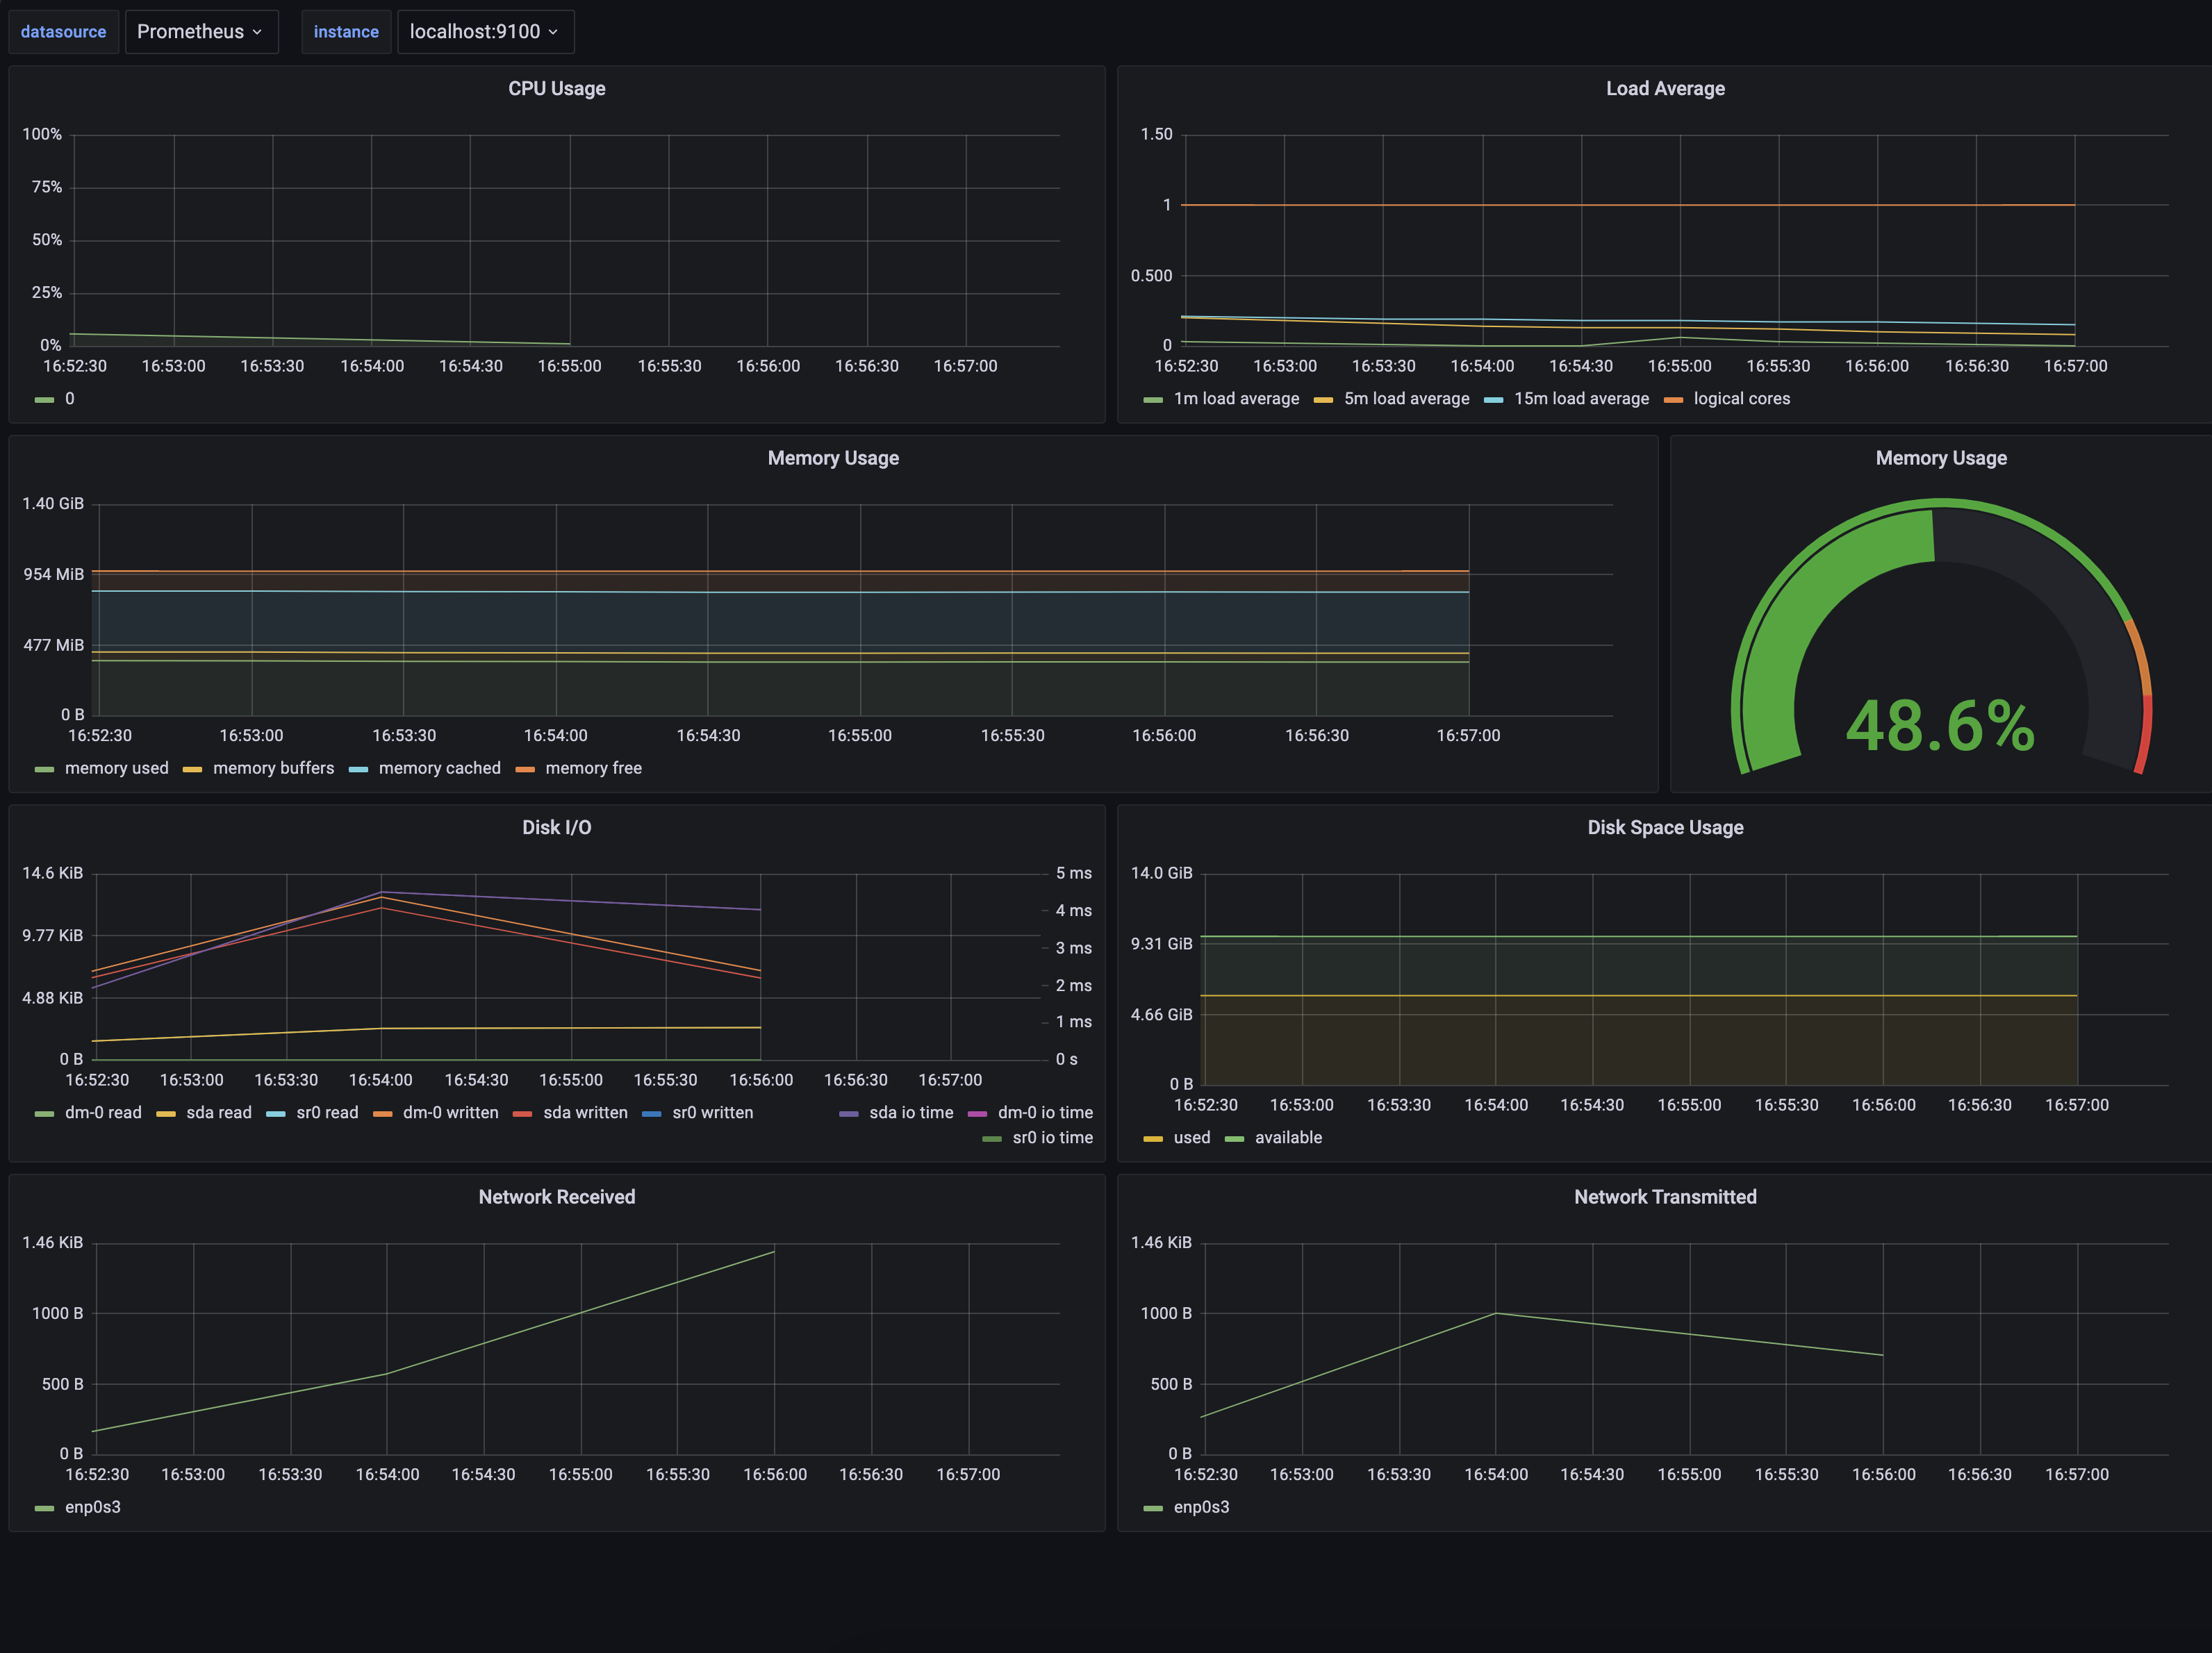 datasource Prometheus instance localhost:9100
CPU Usage
100%
75%
50%
25%
0%
16:52:30 16:53:00 16:53:30 16:54:00 16:54:30 16:55:00 16:55:30 16:56:00 16:56:30 16:57:00
0
Load Average
1.50
1
0.500
0
16:52:30 16:53:00 16:53:30 16:54:00 16:54:30 16:55:00 16:55:30 16:56:00 16:56:30 16:57:00
1m load average 5m load average 15m load average logical cores
Memory Usage
1.40 GiB
954 MiB
477 MiB
0 B
16:52:30 16:53:00 16:53:30 16:54:00 16:54:30 16:55:00 16:55:30 16:56:00 16:56:30 16:57:00
memory used memory buffers memory cached memory free
Memory Usage
48.6%
Disk I/O
14.6 KiB 5 ms
4 ms
9.77 KiB
3 ms
2 ms
4.88 KiB
1 ms
0 B 0 s
16:52:30 16:53:00 16:53:30 16:54:00 16:54:30 16:55:00 16:55:30 16:56:00 16:56:30 16:57:00
dm-0 read sda read sr0 read dm-0 written sda written sr0 written sda io time dm-0 io time
sr0 io time
Disk Space Usage
14.0 GiB
9.31 GiB
4.66 GiB
0 B
16:52:30 16:53:00 16:53:30 16:54:00 16:54:30 16:55:00 16:55:30 16:56:00 16:56:30 16:57:00
used available
Network Received
1.46 KiB
1000 B
500 B
0 B
16:52:30 16:53:00 16:53:30 16:54:00 16:54:30 16:55:00 16:55:30 16:56:00 16:56:30 16:57:00
enp0s3
Network Transmitted
1.46 KiB
1000 B
500 B
0 B
16:52:30 16:53:00 16:53:30 16:54:00 16:54:30 16:55:00 16:55:30 16:56:00 16:56:30 16:57:00
enp0s3